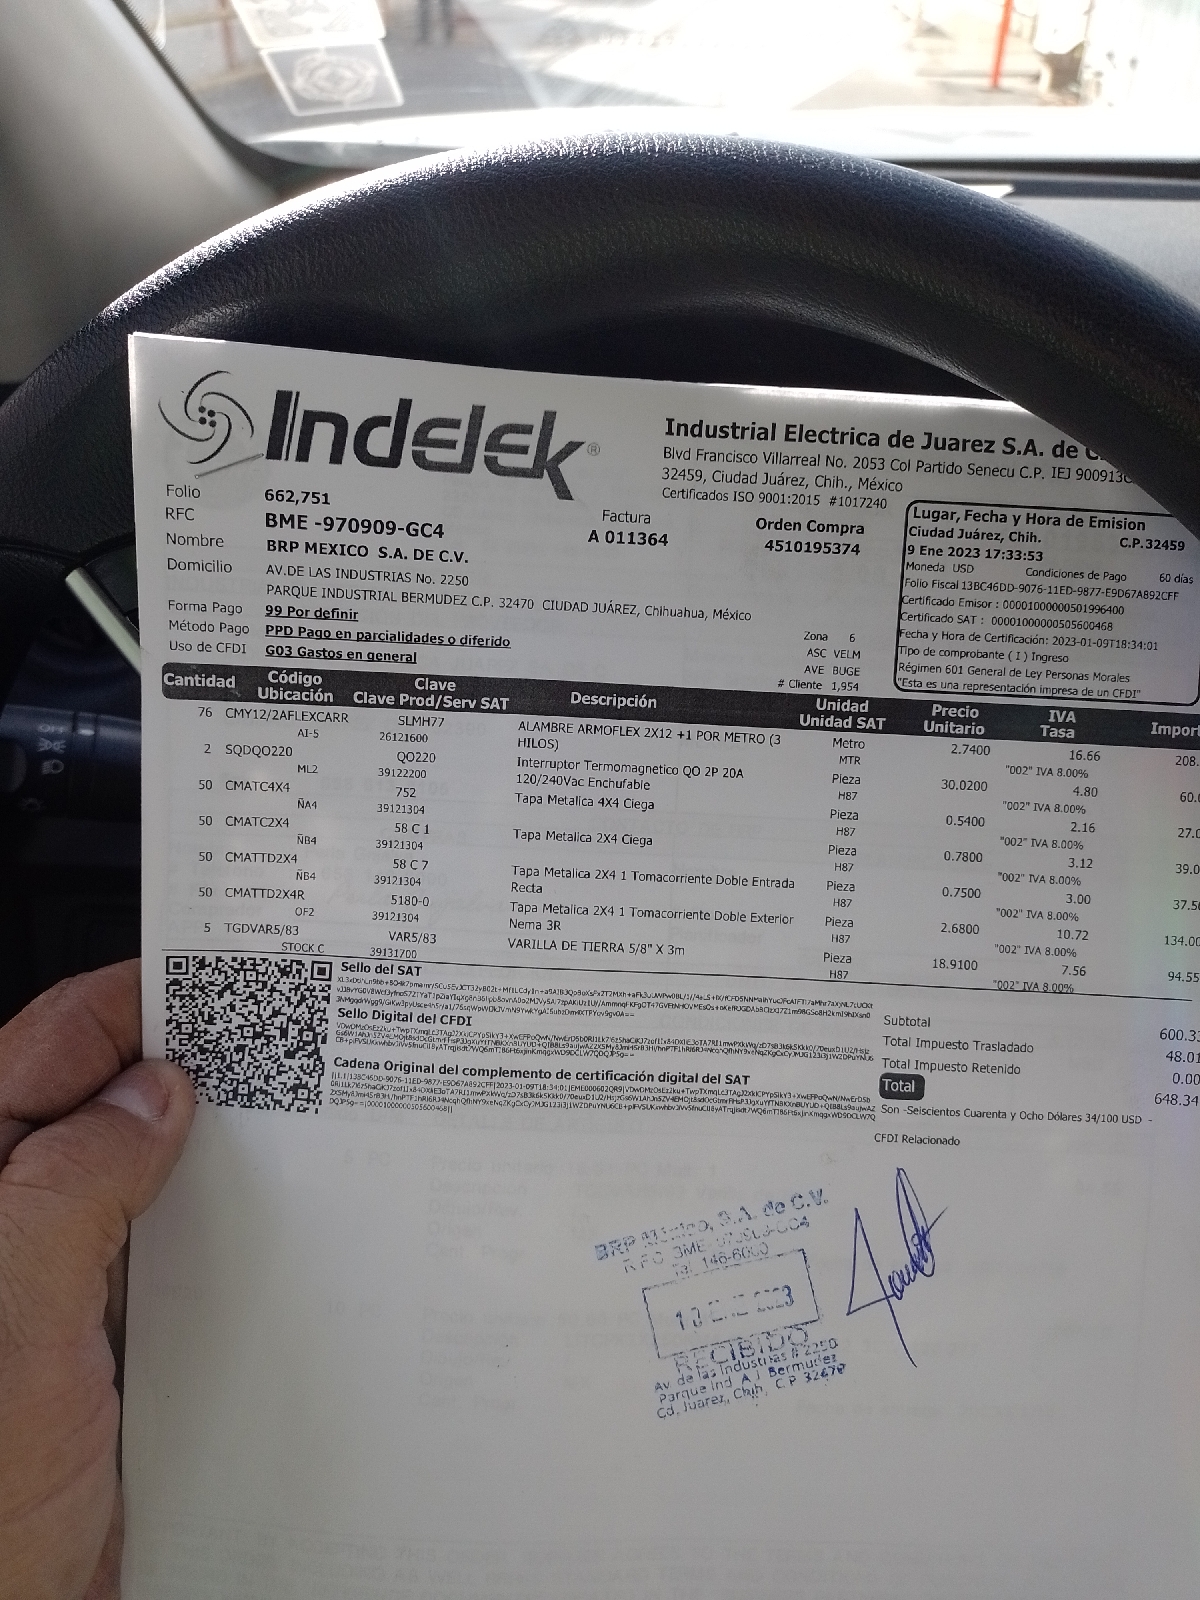 Indelek®
Industrial Electrica de Juarez S.A. de C
Blvd Francisco Villarreal No. 2053 Col Partido Senecu C.P. IEJ 900913C
32459, Ciudad Juárez, Chih., México
Certificados ISO 9001:2015 #1017240
Folio 662,751
RFC BME -970909-GC4
Nombre BRP MEXICO S.A. DE C.V.
Domicilio AV.DE LAS INDUSTRIAS No. 2250
PARQUE INDUSTRIAL BERMUDEZ C.P. 32470 CIUDAD JUÁREZ, Chihuahua, México
Factura
A 011364
Orden Compra
4510195374
Lugar, Fecha y Hora de Emision
Ciudad Juárez, Chih. C.P.32459
9 Ene 2023 17:33:53
Moneda USD Condiciones de Pago 60 días
Folio Fiscal 13BC46DD-9076-11ED-9877-E9D67A892CFF
Certificado Emisor : 00001000000501996400
Certificado SAT : 00001000000505600468
Fecha y Hora de Certificación: 2023-01-09T18:34:01
Tipo de comprobante ( I ) Ingreso
Régimen 601 General de Ley Personas Morales
"Esta es una representación impresa de un CFDI"
Forma Pago 99 Por definir
Método Pago PPD Pago en parcialidades o diferido
Uso de CFDI G03 Gastos en general
Zona 6
ASC VELM
AVE BUGE
# Cliente 1,954
Cantidad Código Ubicación Clave Clave Prod/Serv SAT Descripción Unidad Unidad SAT Precio Unitario IVA Tasa Import
76 CMY12/2AFLEXCARR SLMH77 ALAMBRE ARMOFLEX 2X12 +1 POR METRO (3 Metro 2.7400 16.66 208.
AI-5 26121600 HILOS) MTR "002" IVA 8.00%
2 SQDQO220 QO220 Interruptor Termomagnetico QO 2P 20A Pieza 30.0200 4.80 60.0
ML2 39122200 120/240Vac Enchufable H87 "002" IVA 8.00%
50 CMATC4X4 752 Tapa Metalica 4X4 Ciega Pieza 0.5400 2.16 27.0
ÑA4 39121304 H87 "002" IVA 8.00%
50 CMATC2X4 58 C 1 Tapa Metalica 2X4 Ciega Pieza 0.7800 3.12 39.0
ÑB4 39121304 H87 "002" IVA 8.00%
50 CMATTD2X4 58 C 7 Tapa Metalica 2X4 1 Tomacorriente Doble Entrada Pieza 0.7500 3.00 37.50
ÑB4 39121304 Recta H87 "002" IVA 8.00%
50 CMATTD2X4R 5180-0 Tapa Metalica 2X4 1 Tomacorriente Doble Exterior Pieza 2.6800 10.72 134.00
OF2 39121304 Nema 3R H87 "002" IVA 8.00%
5 TGDVAR5/83 VAR5/83 VARILLA DE TIERRA 5/8" X 3m Pieza 18.9100 7.56 94.55
STOCK C 39131700 H87 "002" IVA 8.00%
Sello del SAT
Sello Digital del CFDI
Cadena Original del complemento de certificación digital del SAT
Subtotal 600.33
Total Impuesto Trasladado 48.01
Total Impuesto Retenido 0.00
Total 648.34
Son -Seiscientos Cuarenta y Ocho Dólares 34/100 USD -
CFDI Relacionado
BRP México, S.A. de C.V.
Tel. 146-6000
RECIBIDO
Av de las Industrias # 2250
Parque Ind. A J Bermudez
Cd. Juarez, Chih, C.P 32470